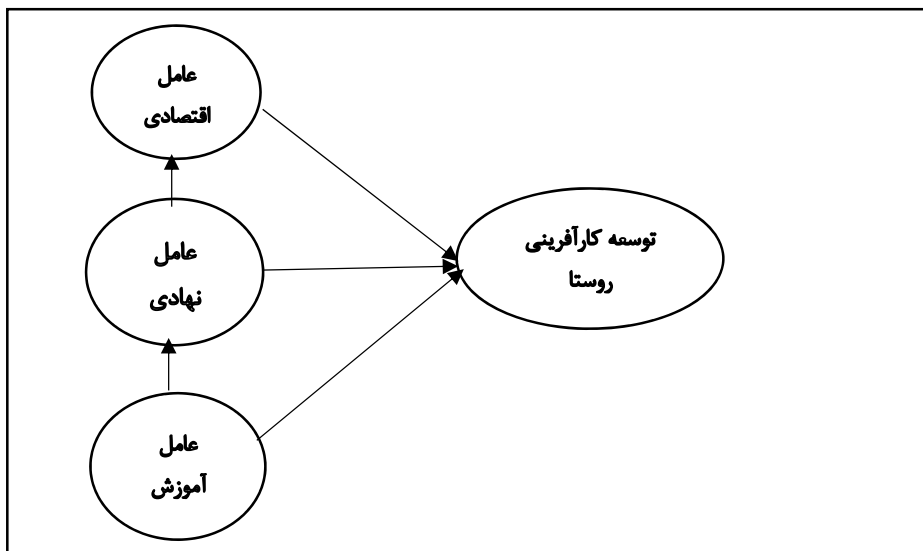 عامل
اقتصادی
عامل
نهادی
توسعه کارآفرینی
روستا
عامل
آموزش